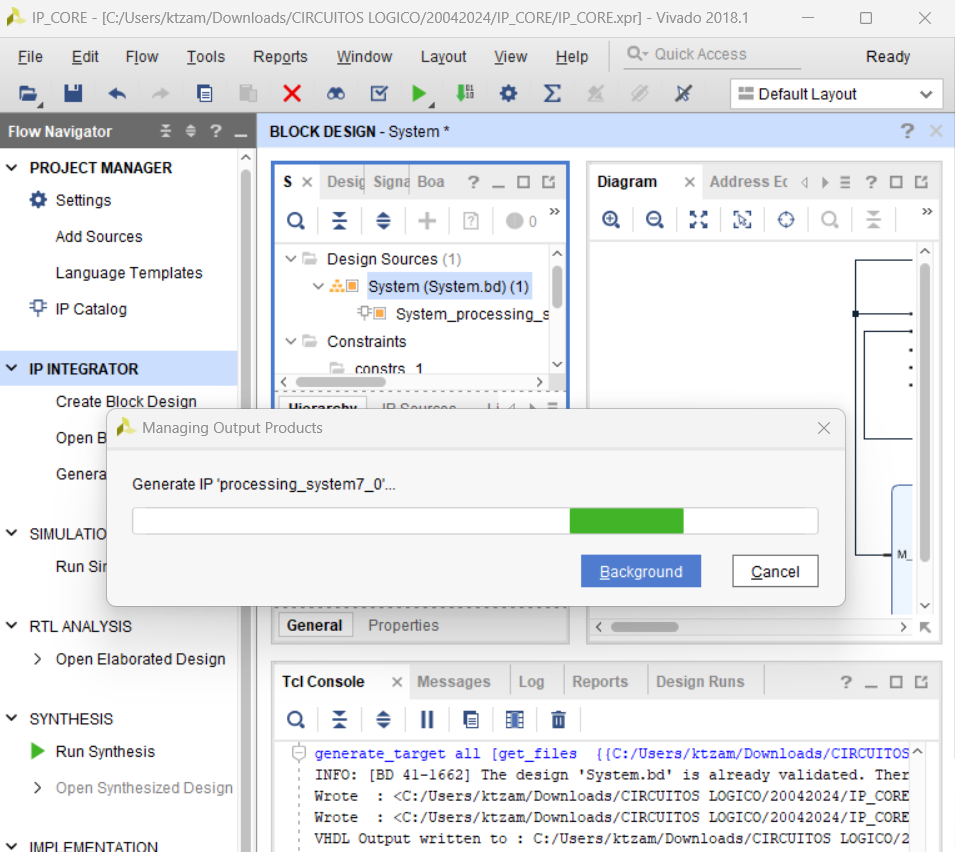 IP_CORE - [C:/Users/ktzam/Downloads/CIRCUITOS LOGICO/20042024/IP_CORE/IP_CORE.xpr] - Vivado 2018.1
File Edit Flow Tools Reports Window Layout View Help Quick Access Ready
Default Layout
Flow Navigator
PROJECT MANAGER
Settings
Add Sources
Language Templates
IP Catalog
IP INTEGRATOR
Create Block Design
Open B
Genera
SIMULATIO
Run Sim
RTL ANALYSIS
Open Elaborated Design
SYNTHESIS
Run Synthesis
Open Synthesized Design
IMPLEMENTATION
BLOCK DESIGN - System *
S Desig Signa Boa
0
Design Sources (1)
System (System.bd) (1)
System_processing_s
Constraints
constrs_1
Hierarchy IP Sources Li
Diagram Address Ed
M_
Managing Output Products
Generate IP 'processing_system7_0'...
Background Cancel
General Properties
Tcl Console Messages Log Reports Design Runs
generate_target all [get_files  {{C:/Users/ktzam/Downloads/CIRCUITOS
INFO: [BD 41-1662] The design 'System.bd' is already validated. Ther
Wrote  : <C:/Users/ktzam/Downloads/CIRCUITOS LOGICO/20042024/IP_CORE
Wrote  : <C:/Users/ktzam/Downloads/CIRCUITOS LOGICO/20042024/IP_CORE
VHDL Output written to : C:/Users/ktzam/Downloads/CIRCUITOS LOGICO/2